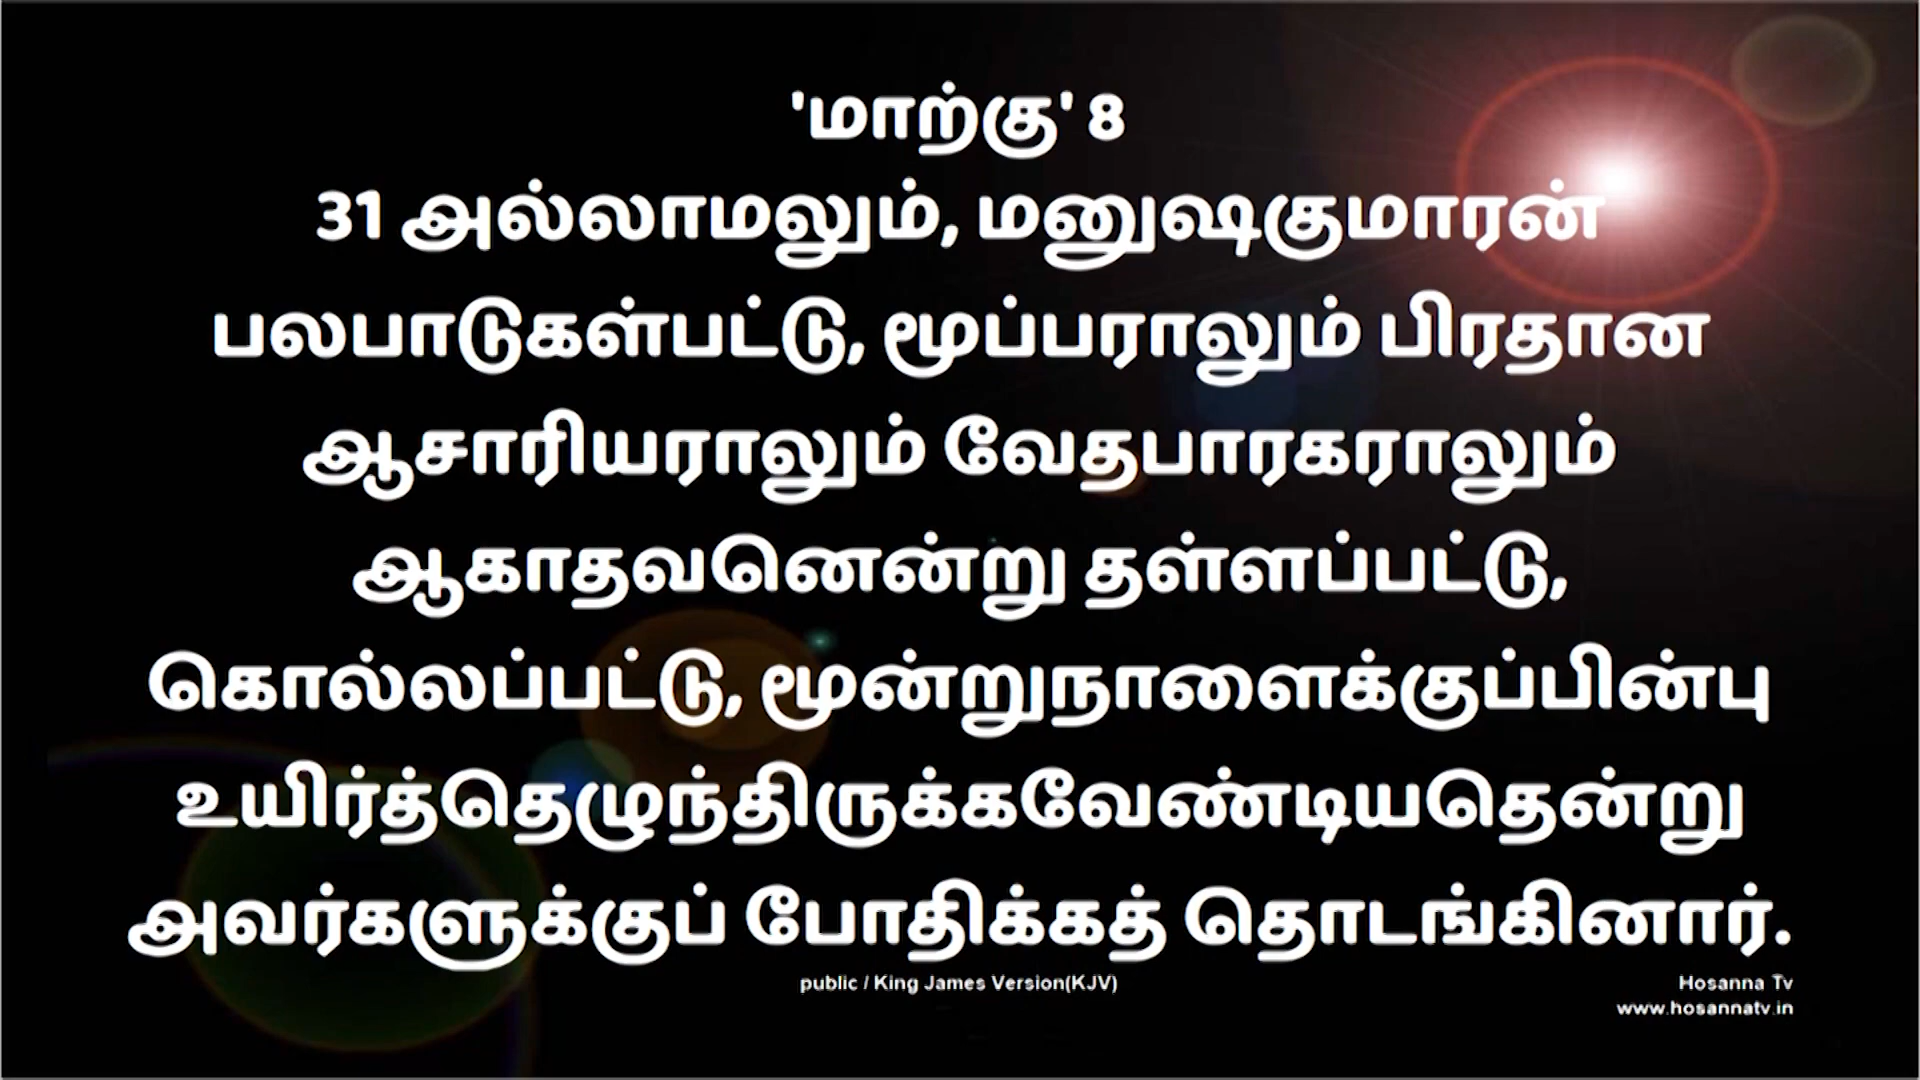 'மாற்கு' 8
31 அல்லாமலும், மனுஷகுமாரன்
பலபாடுகள்பட்டு, மூப்பராலும் பிரதான
ஆசாரியராலும் வேதபாரகராலும்
ஆகாதவனென்று தள்ளப்பட்டு,
கொல்லப்பட்டு, மூன்றுநாளைக்குப்பின்பு
உயிர்த்தெழுந்திருக்கவேண்டியதென்று
அவர்களுக்குப் போதிக்கத் தொடங்கினார்.
public / King James Version(KJV)
Hosanna Tv
www.hosannatv.in